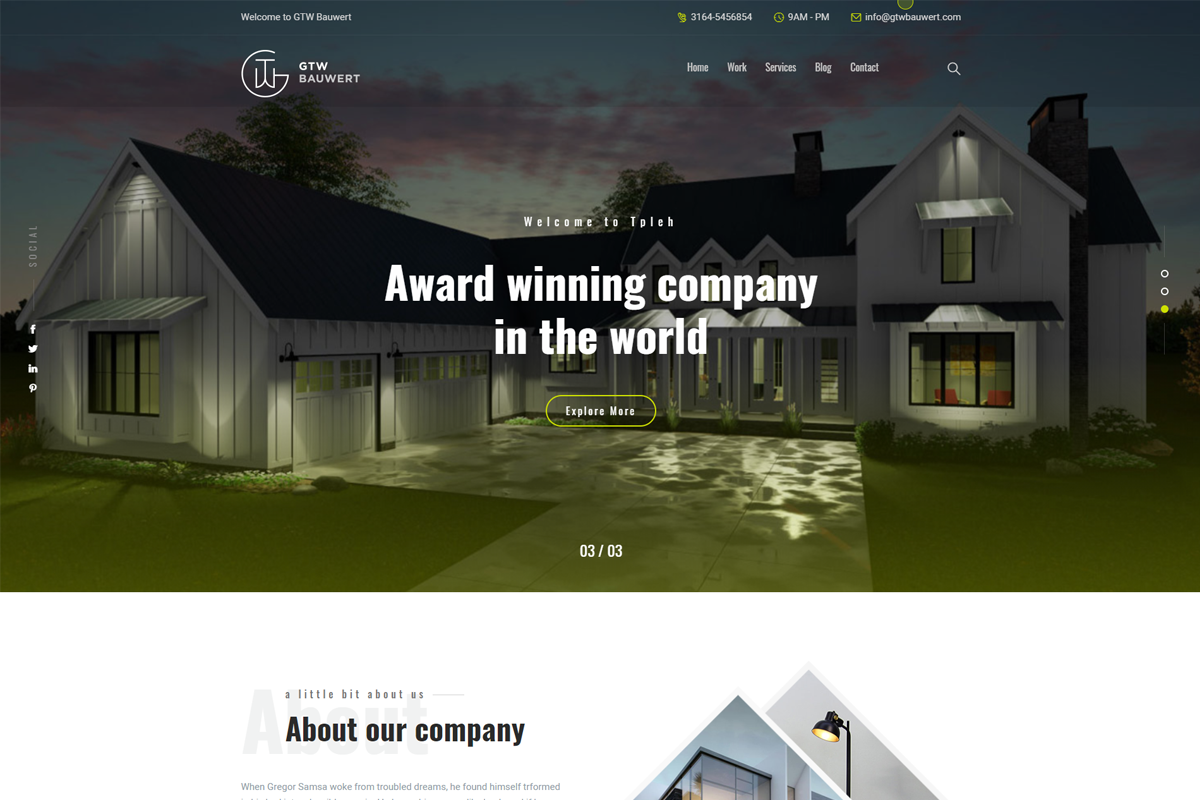 Welcome to GTW Bauwert
3164-5456854
9AM - PM
info@gtwbauwert.com
GTW
BAUWERT
Home
Work
Services
Blog
Contact
SOCIAL
Welcome to Tpleh
Award winning company
in the world
Explore More
03 / 03
About
a little bit about us
About our company
When Gregor Samsa woke from troubled dreams, he found himself trformed